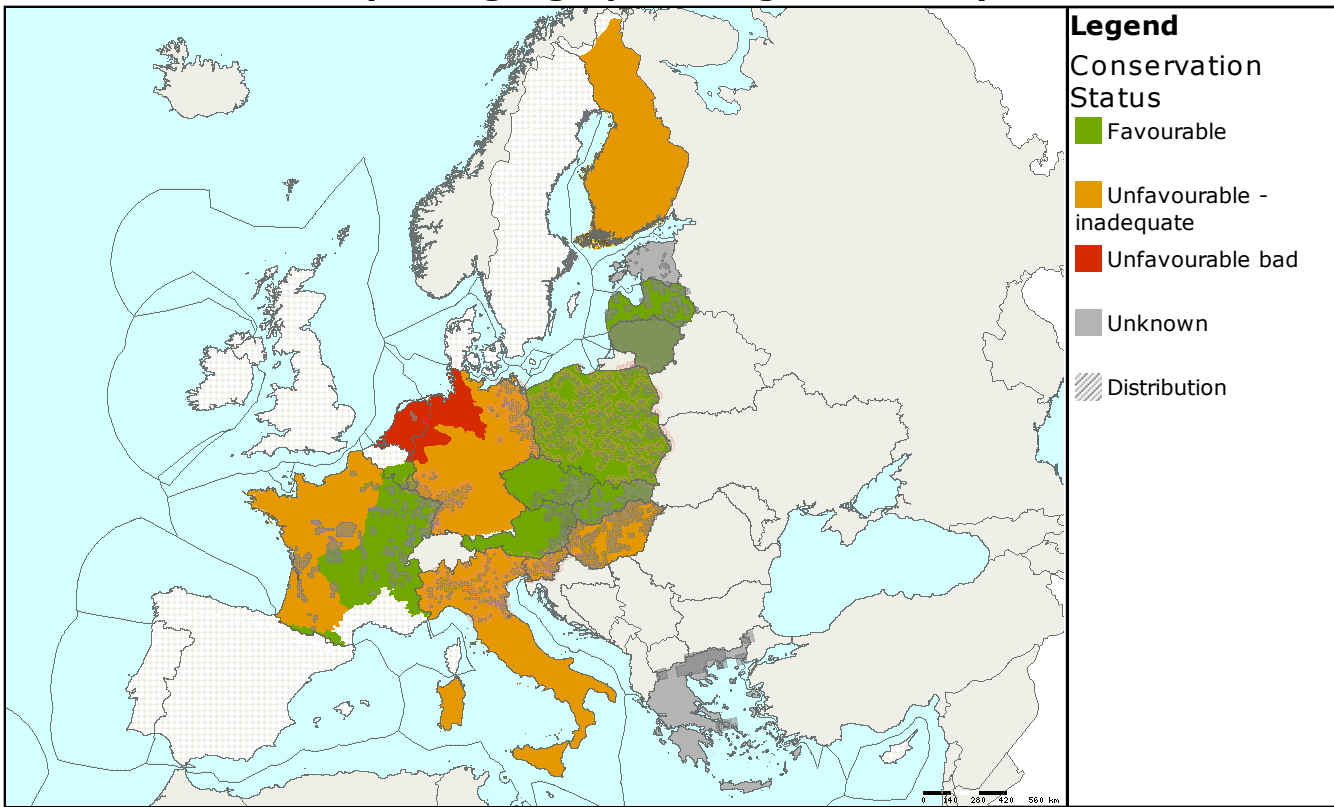 Legend
Conservation
Status
Favourable
Unfavourable -
inadequate
Unfavourable bad
Unknown
Distribution
0 140 280 420 560 km